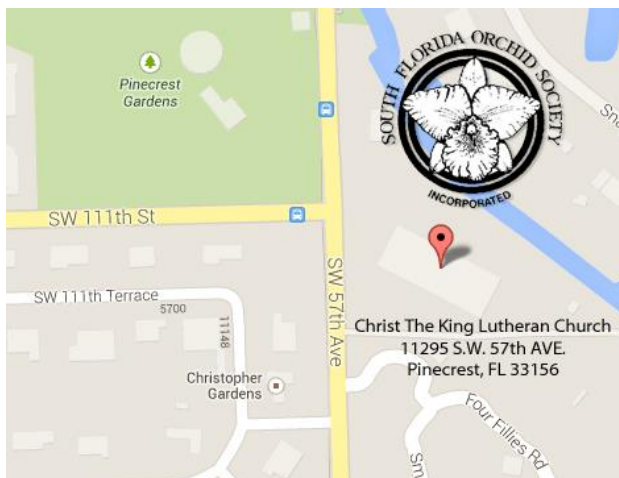 SOUTH FLORIDA ORCHID SOCIETY
INCORPORATED
Pinecrest
Gardens
SW 111th St
SW 57th Ave
SW 111th Terrace
5700
11148
Christopher
Gardens
Christ The King Lutheran Church
11295 S.W. 57th AVE.
Pinecrest, FL 33156
Four Fillies Rd